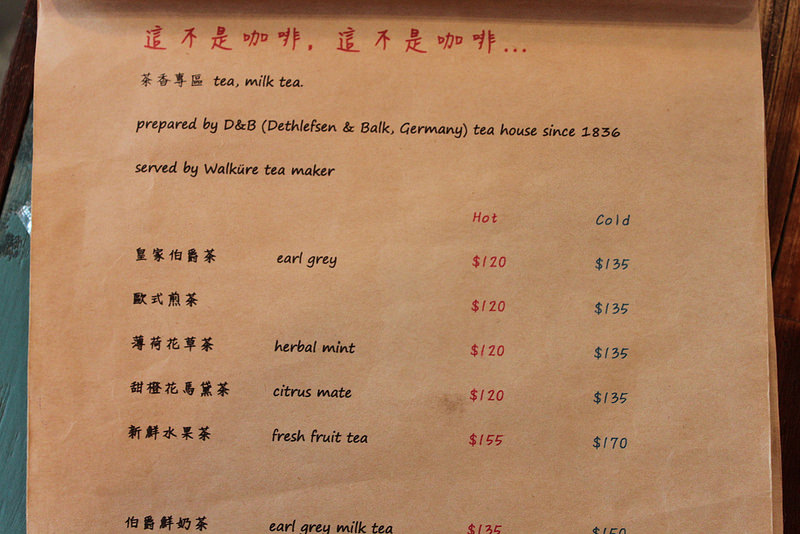 這不是咖啡, 這不是咖啡...
茶香專區 tea, milk tea.
prepared by D&B (Dethlefsen & Balk, Germany) tea house since 1836
served by Walküre tea maker
Hot Cold
皇家伯爵茶 earl grey $120 $135
歐式煎茶 $120 $135
薄荷花草茶 herbal mint $120 $135
甜橙花馬黛茶 citrus mate $120 $135
新鮮水果茶 fresh fruit tea $155 $170
伯爵鮮奶茶 earl grey milk tea $135 $150